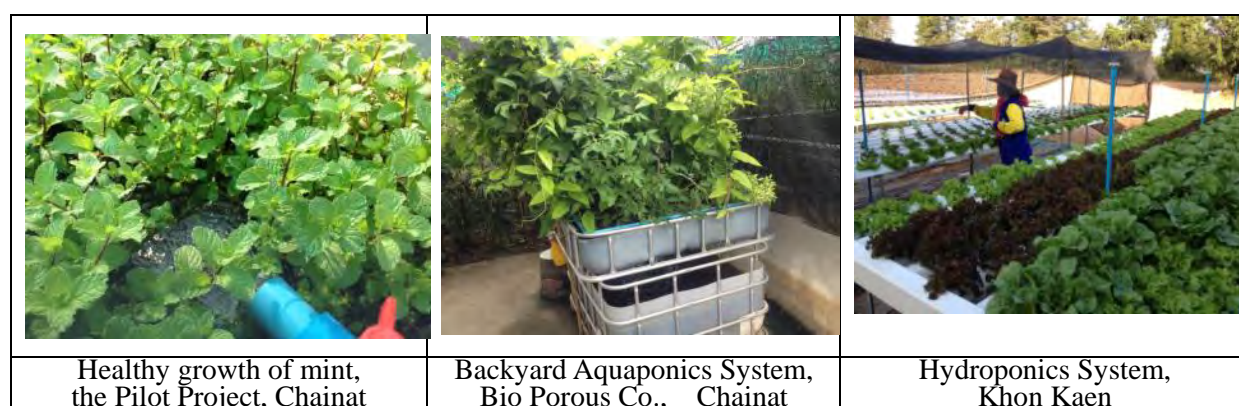 Healthy growth of mint,
the Pilot Project, Chainat
Backyard Aquaponics System,
Bio Porous Co., Chainat
Hydroponics System,
Khon Kaen